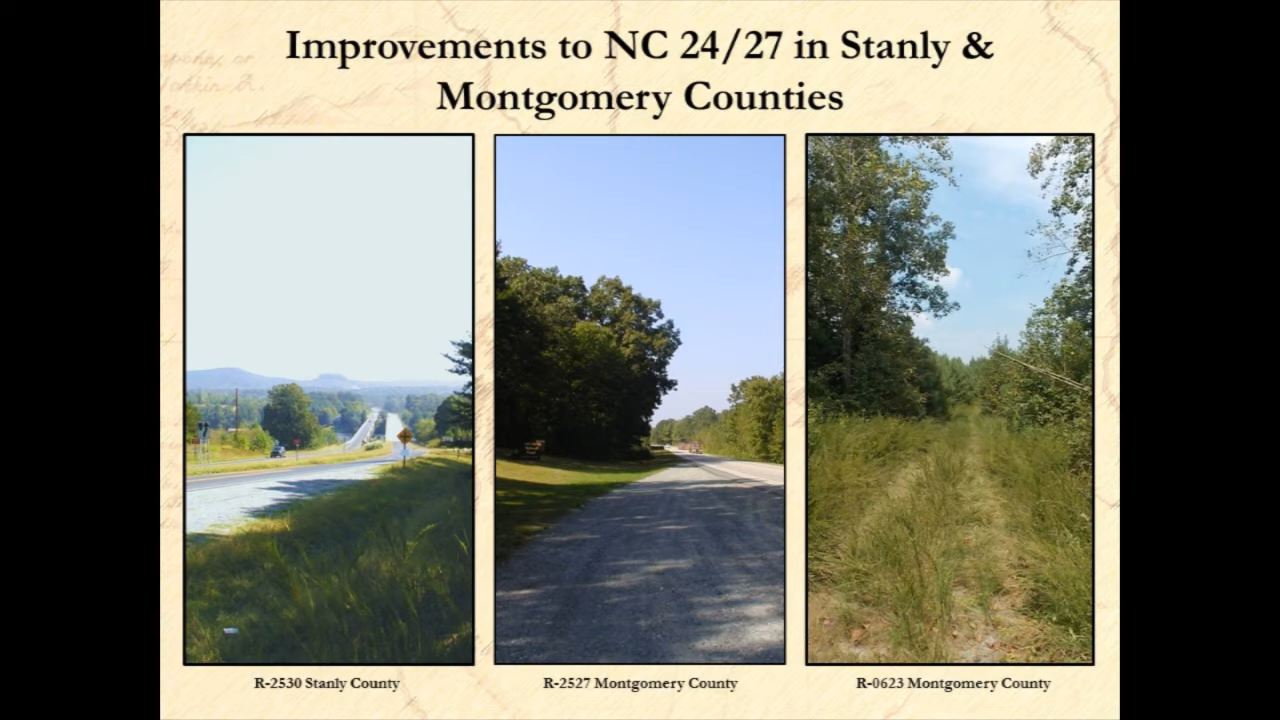 Improvements to NC 24/27 in Stanly &
Montgomery Counties
R-2530 Stanly County
R-2527 Montgomery County
R-0623 Montgomery County